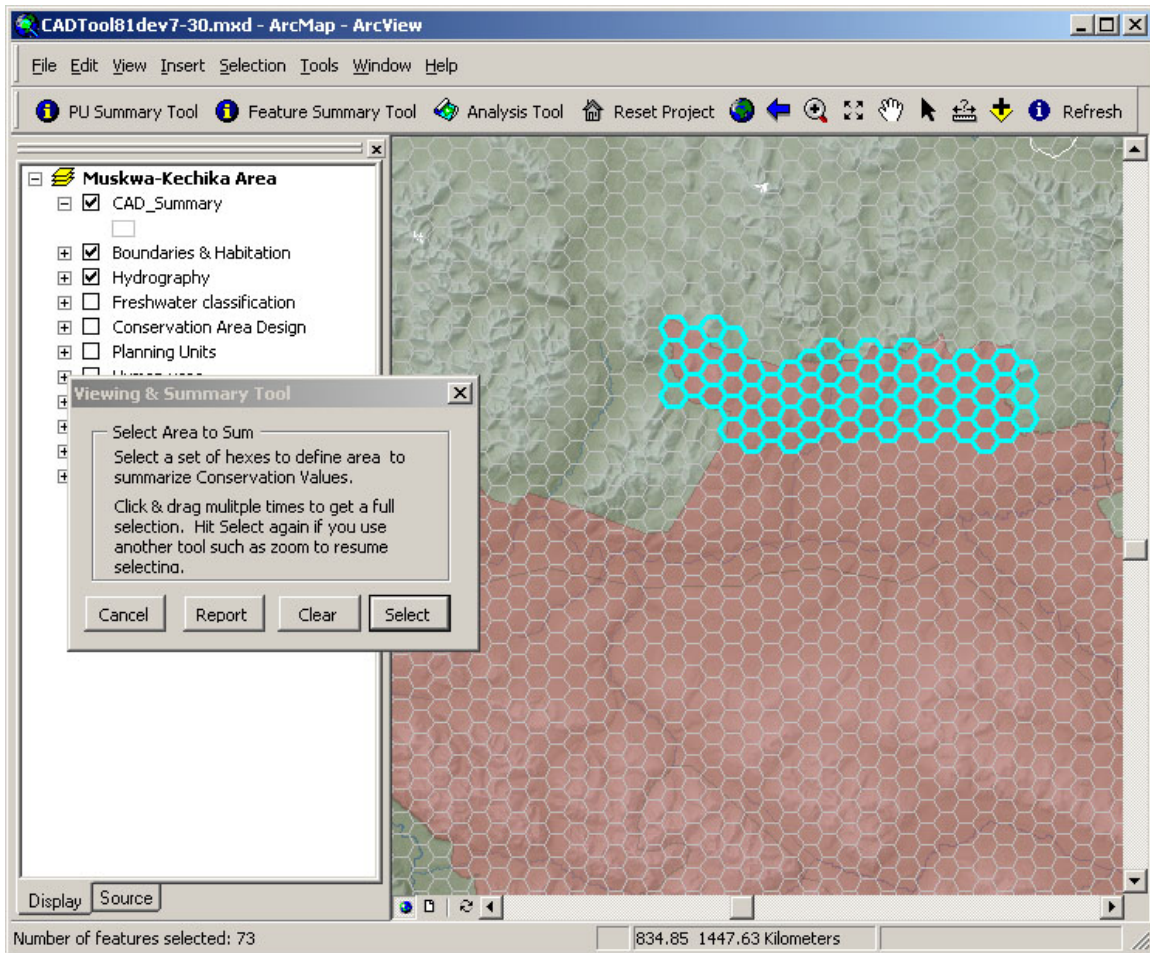 CADTool81dev7-30.mxd - ArcMap - ArcView
File Edit View Insert Selection Tools Window Help
PU Summary Tool Feature Summary Tool Analysis Tool Reset Project Refresh
Muskwa-Kechika Area
CAD_Summary
Boundaries & Habitation
Hydrography
Freshwater classification
Conservation Area Design
Planning Units
Viewing & Summary Tool
Select Area to Sum
Select a set of hexes to define area to
summarize Conservation Values.
Click & drag mulitple times to get a full
selection. Hit Select again if you use
another tool such as zoom to resume
selecting.
Cancel Report Clear Select
Display Source
Number of features selected: 73
834.85 1447.63 Kilometers